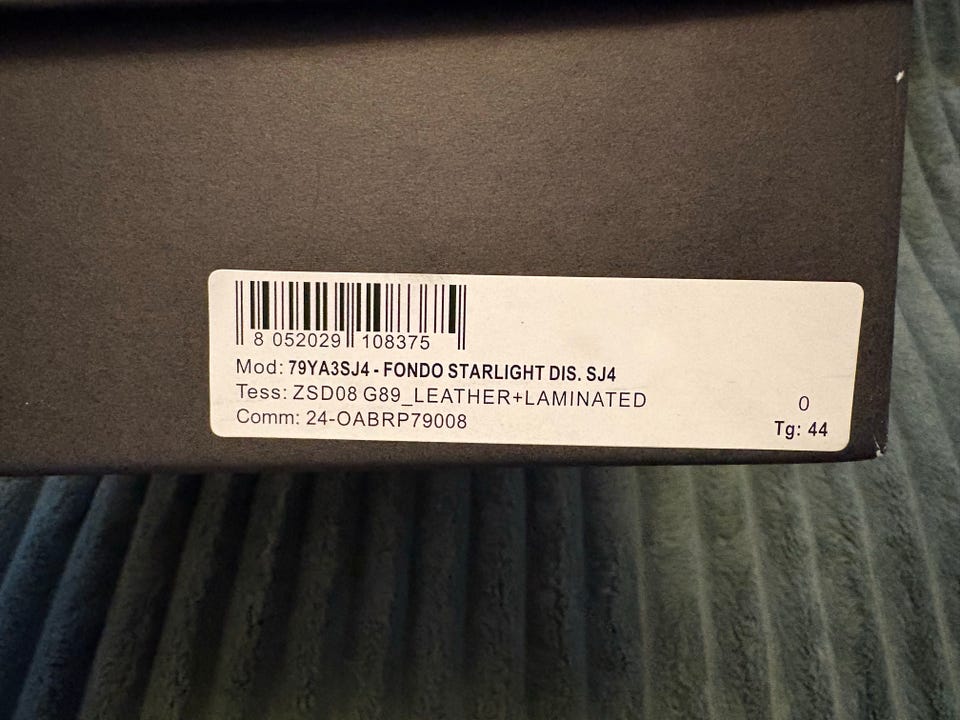 8 052029 108375
Mod: 79YA3SJ4 - FONDO STARLIGHT DIS. SJ4
Tess: ZSD08 G89_LEATHER+LAMINATED
Comm: 24-OABRP79008
0
Tg: 44